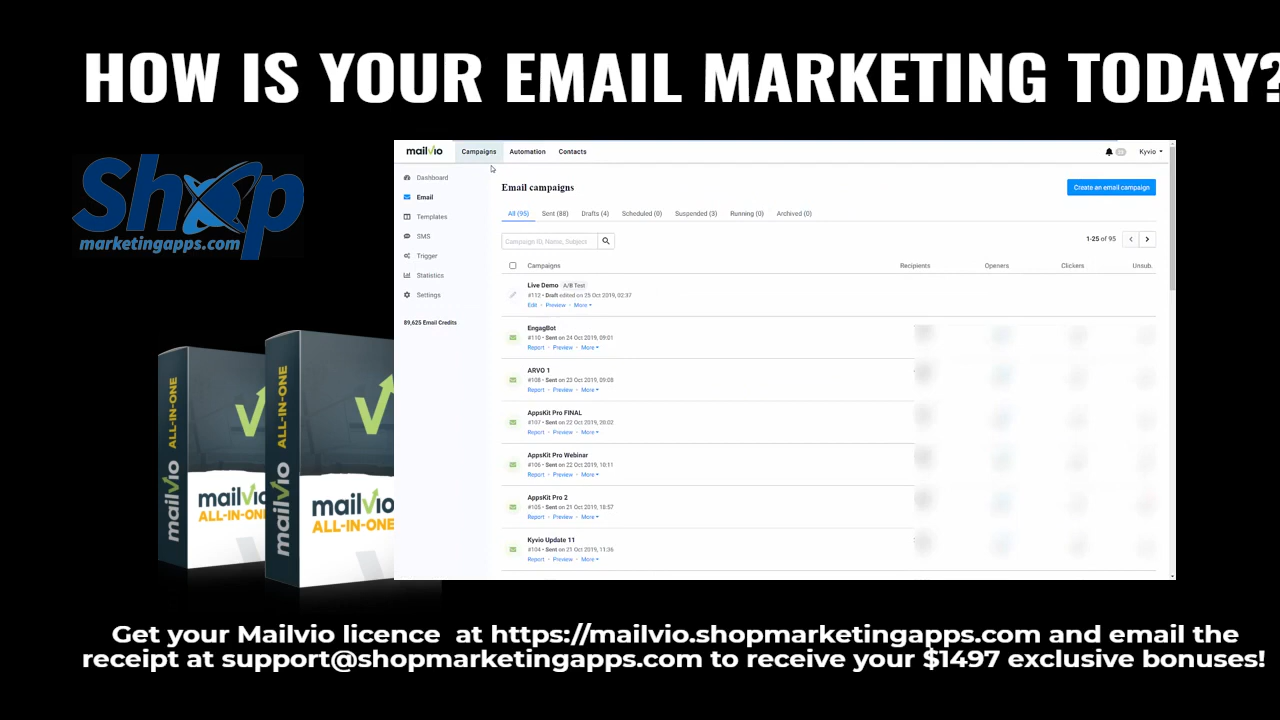 HOW IS YOUR EMAIL MARKETING TODAY?
Shop
marketingapps.com
mailvio
ALL-IN-ONE
mailvio
ALL-IN-ONE
mailvio
ALL-IN-ONE
mailvio
ALL-IN-ONE
mailvio Campaigns Automation Contacts Kyvio
Dashboard
Email
Templates
SMS
Trigger
Statistics
Settings
89,625 Email Credits
Email campaigns
Create an email campaign
All (95) Sent (88) Drafts (4) Scheduled (0) Suspended (3) Running (0) Archived (0)
Campaign ID, Name, Subject
1-25 of 95
Campaigns Recipients Openers Clickers Unsub.
Live Demo A/B Test
#112 • Draft edited on 25 Oct 2019, 02:37
Edit - Preview - More
EngagBot
#110 • Sent on 24 Oct 2019, 09:01
Report - Preview - More
ARVO 1
#108 • Sent on 23 Oct 2019, 09:08
Report - Preview - More
AppsKit Pro FINAL
#107 • Sent on 22 Oct 2019, 20:02
Report - Preview - More
AppsKit Pro Webinar
#106 • Sent on 22 Oct 2019, 10:11
Report - Preview - More
AppsKit Pro 2
#105 • Sent on 21 Oct 2019, 18:57
Report - Preview - More
Kyvio Update 11
#104 • Sent on 21 Oct 2019, 11:36
Report - Preview - More
Get your Mailvio licence at https://mailvio.shopmarketingapps.com and email the
receipt at support@shopmarketingapps.com to receive your $1497 exclusive bonuses!